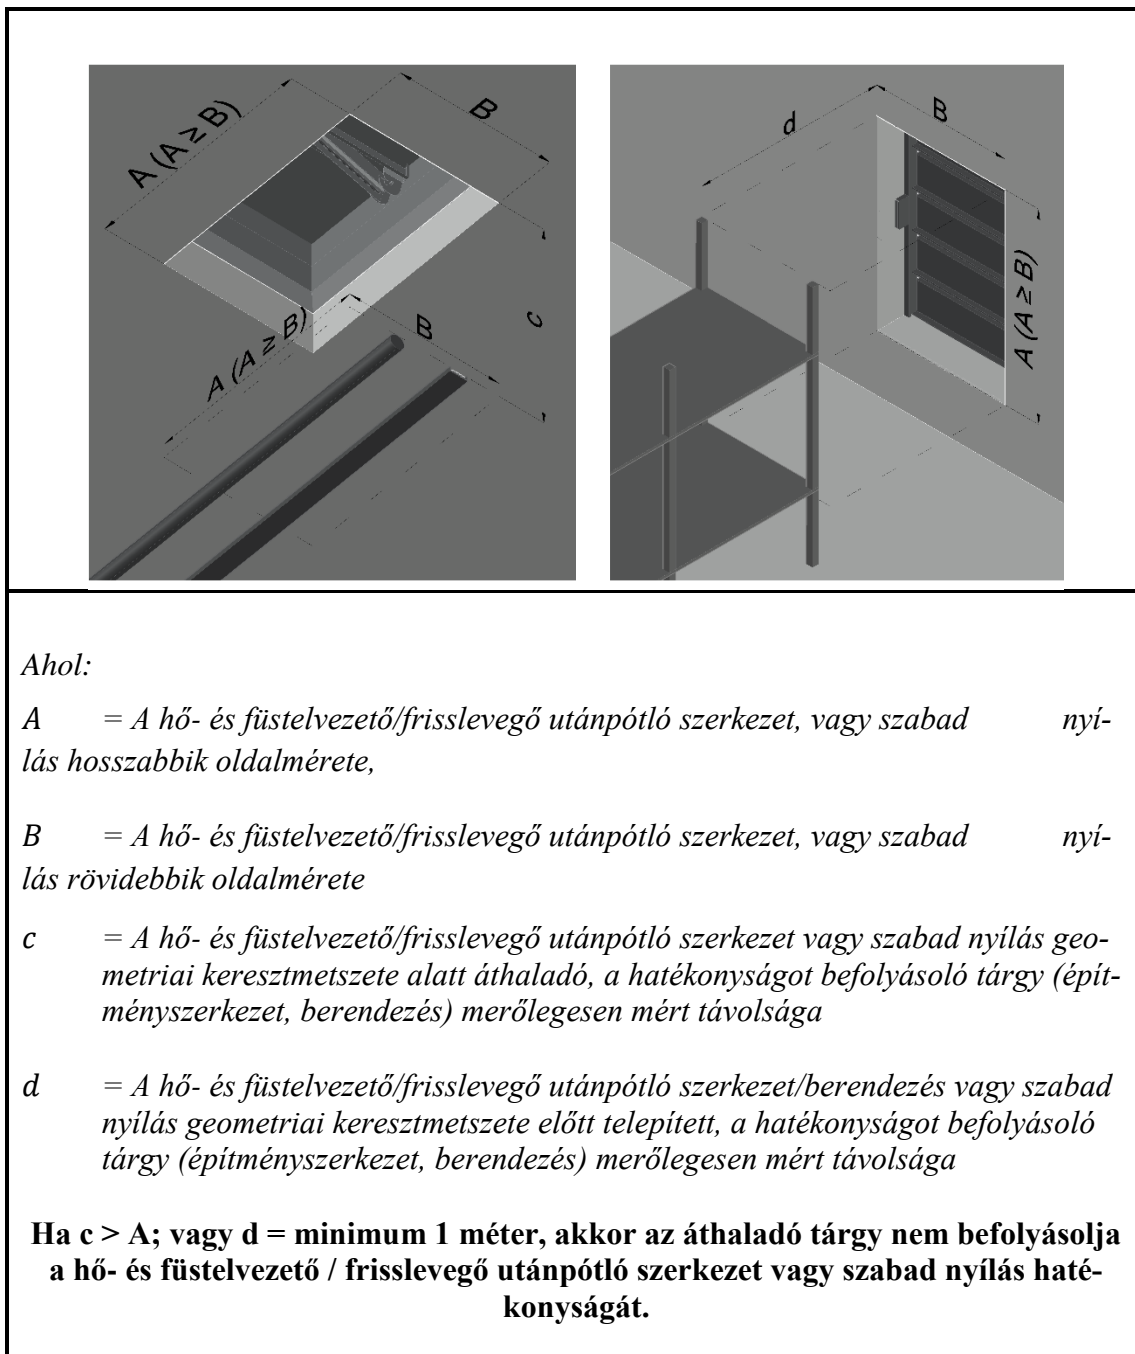 A (A ≥ B)
B
A (A ≥ B)
B
c
d
B
A (A ≥ B)
Ahol:
A = A hő- és füstelvezető/frisslevegő utánpótló szerkezet, vagy szabad nyí-
lás hosszabbik oldalmérete,
B = A hő- és füstelvezető/frisslevegő utánpótló szerkezet, vagy szabad nyí-
lás rövidebbik oldalmérete
c = A hő- és füstelvezető/frisslevegő utánpótló szerkezet vagy szabad nyílás geo-
metriai keresztmetszete alatt áthaladó, a hatékonyságot befolyásoló tárgy (épít-
ményszerkezet, berendezés) merőlegesen mért távolsága
d = A hő- és füstelvezető/frisslevegő utánpótló szerkezet/berendezés vagy szabad
nyílás geometriai keresztmetszete előtt telepített, a hatékonyságot befolyásoló
tárgy (építményszerkezet, berendezés) merőlegesen mért távolsága
Ha c > A; vagy d = minimum 1 méter, akkor az áthaladó tárgy nem befolyásolja
a hő- és füstelvezető / frisslevegő utánpótló szerkezet vagy szabad nyílás haté-
konyságát.